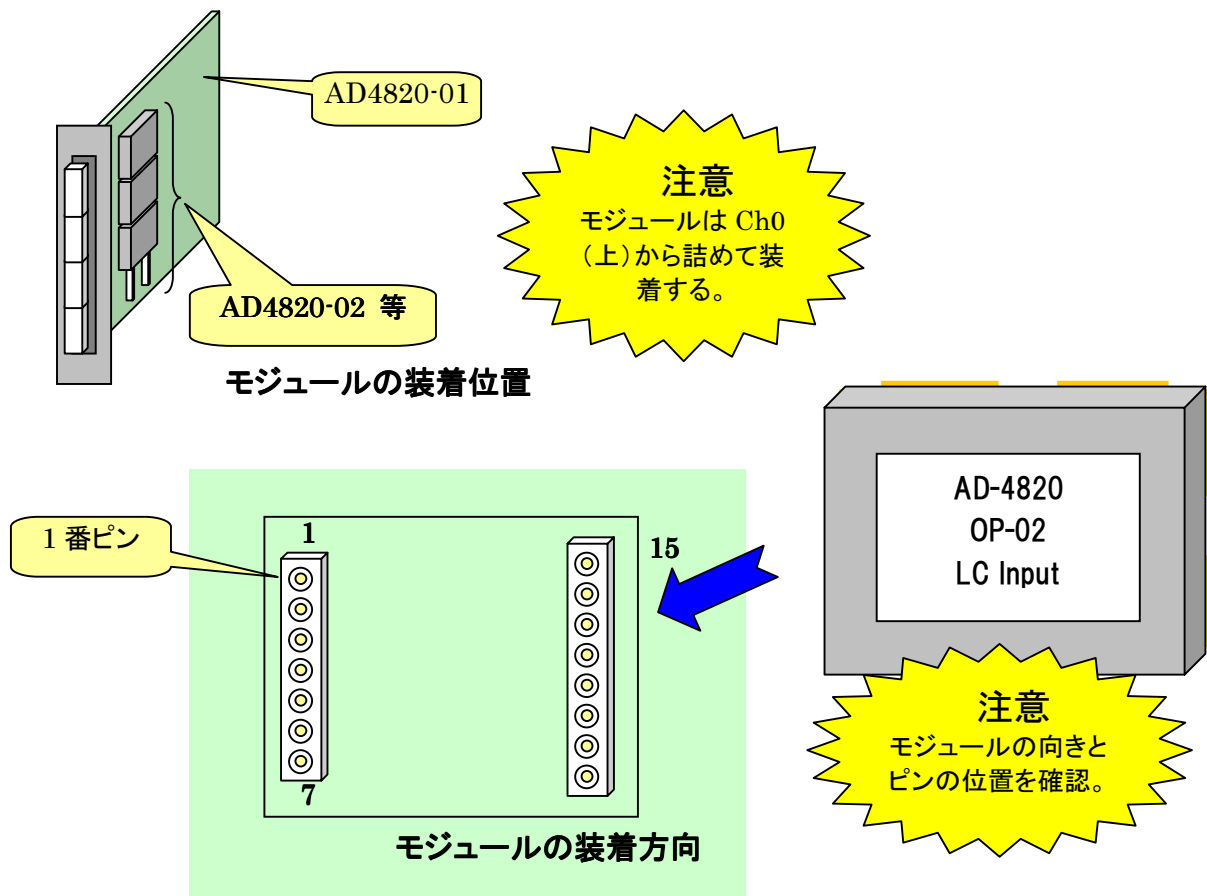 AD4820-01
注意
モジュールは Ch0
（上）から詰めて装
着する。
AD4820-02 等
モジュールの装着位置
AD-4820
OP-02
LC Input
1 番ピン
1
15
7
注意
モジュールの向きと
ピンの位置を確認。
モジュールの装着方向